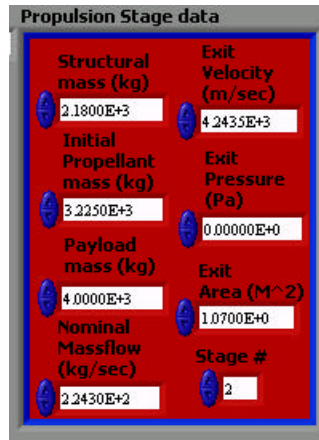 Propulsion Stage data
Structural
mass (kg)
2.1800E+3
Initial
Propellant
mass (kg)
3.2250E+3
Payload
mass (kg)
4.0000E+3
Nominal
Massflow
(kg/sec)
2.2430E+2
Exit
Velocity
(m/sec)
4.2435E+3
Exit
Pressure
(Pa)
0.00000E+0
Exit
Area (M^2)
1.0700E+0
Stage #
2